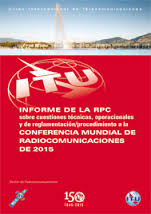 Unión Internacional de Telecomunicaciones
ITU
INFORME DE LA RPC
sobre cuestiones técnicas, operacionales
y de reglamentación/procedimiento a la
CONFERENCIA MUNDIAL DE
RADIOCOMUNICACIONES
DE 2015
Sector de Radiocomunicaciones
150
1865-2015
ITU